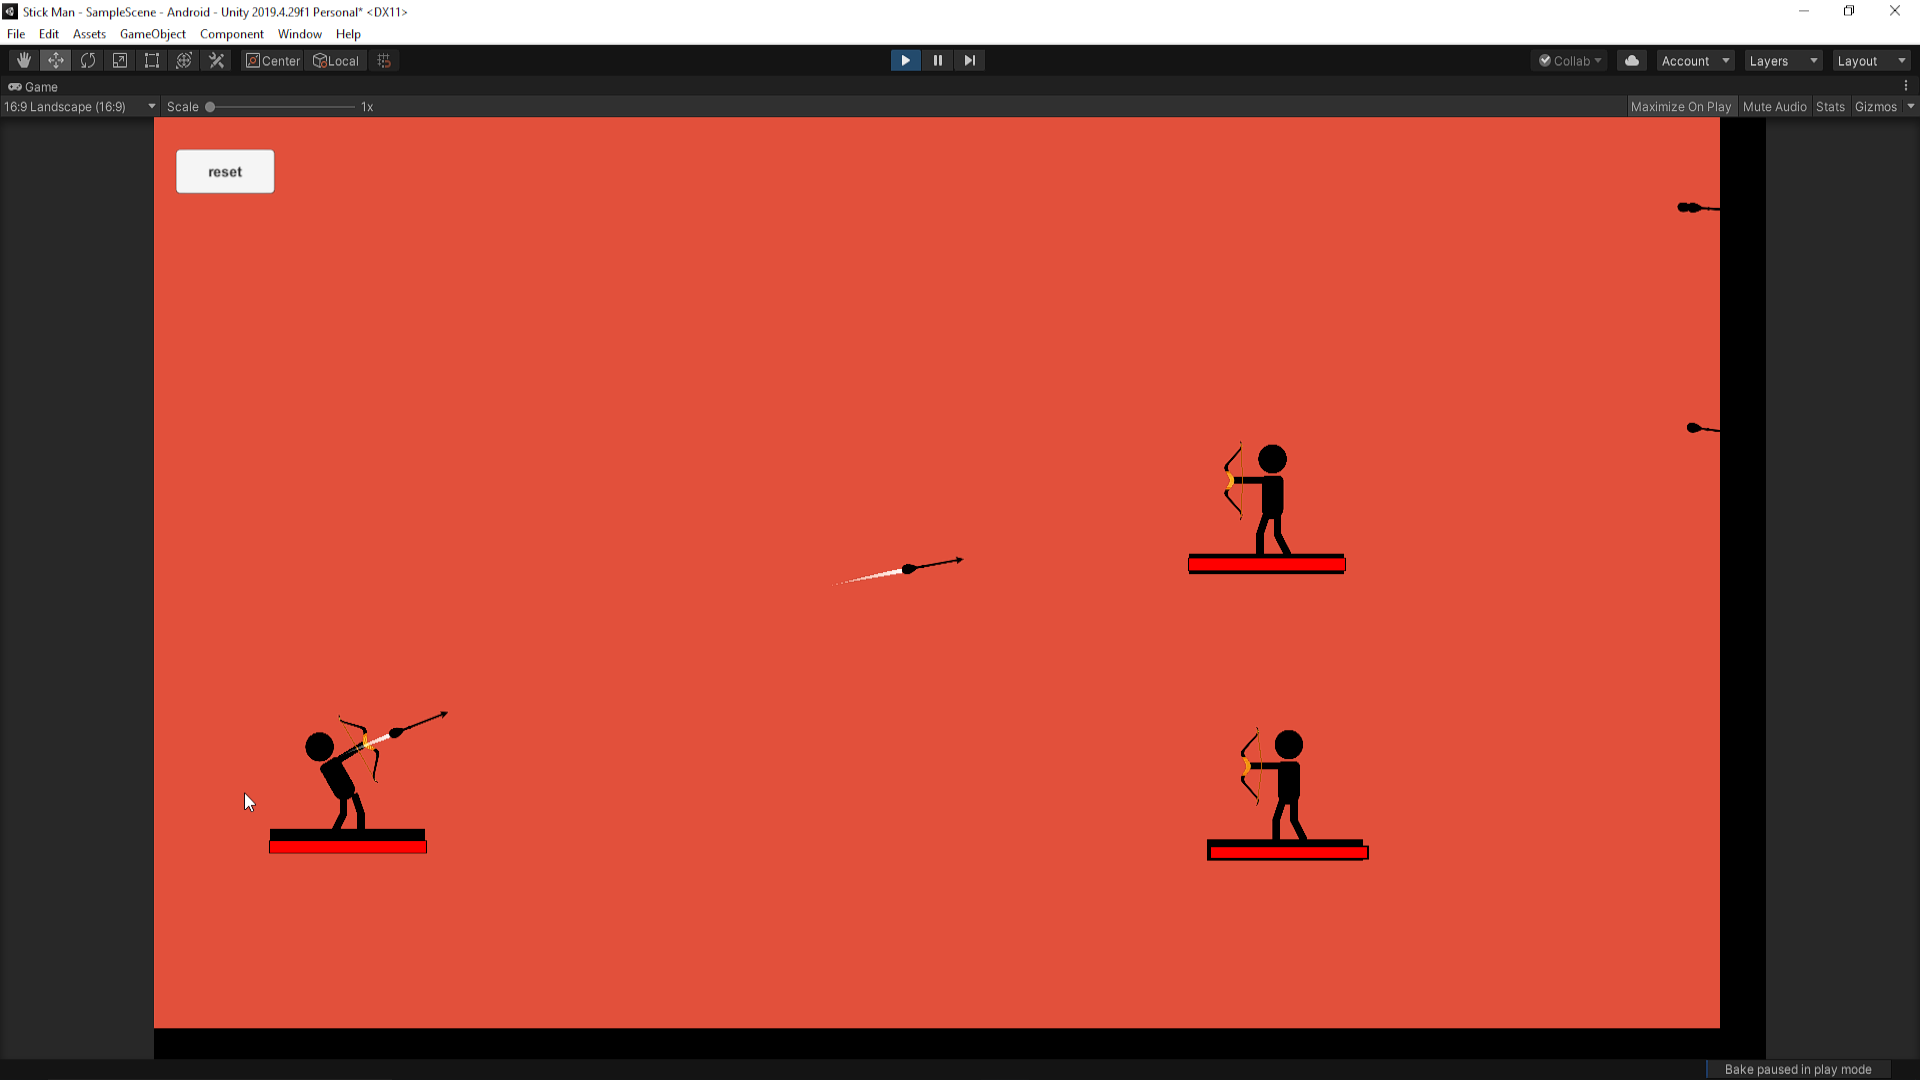 Stick Man - SampleScene - Android - Unity 2019.4.29f1 Personal* <DX11>
File Edit Assets GameObject Component Window Help
Center Local Collab Account Layers Layout
Game
16:9 Landscape (16:9) Scale 1x Maximize On Play Mute Audio Stats Gizmos
reset
Bake paused in play mode